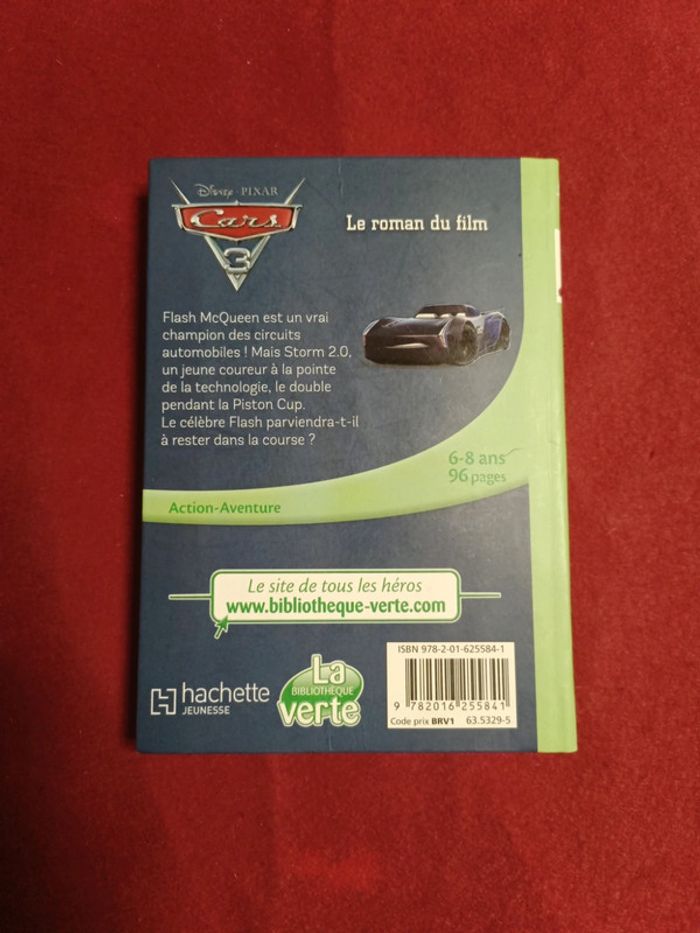 Disney · PIXAR
Cars
3
Le roman du film
Flash McQueen est un vrai
champion des circuits
automobiles ! Mais Storm 2.0,
un jeune coureur à la pointe
de la technologie, le double
pendant la Piston Cup.
Le célèbre Flash parviendra-t-il
à rester dans la course ?
6-8 ans
96 pages
Action-Aventure
Le site de tous les héros
www.bibliotheque-verte.com
hachette
JEUNESSE
La
BIBLIOTHÈQUE
verte
ISBN 978-2-01-625584-1
9 782016 255841
Code prix BRV1 63.5329-5